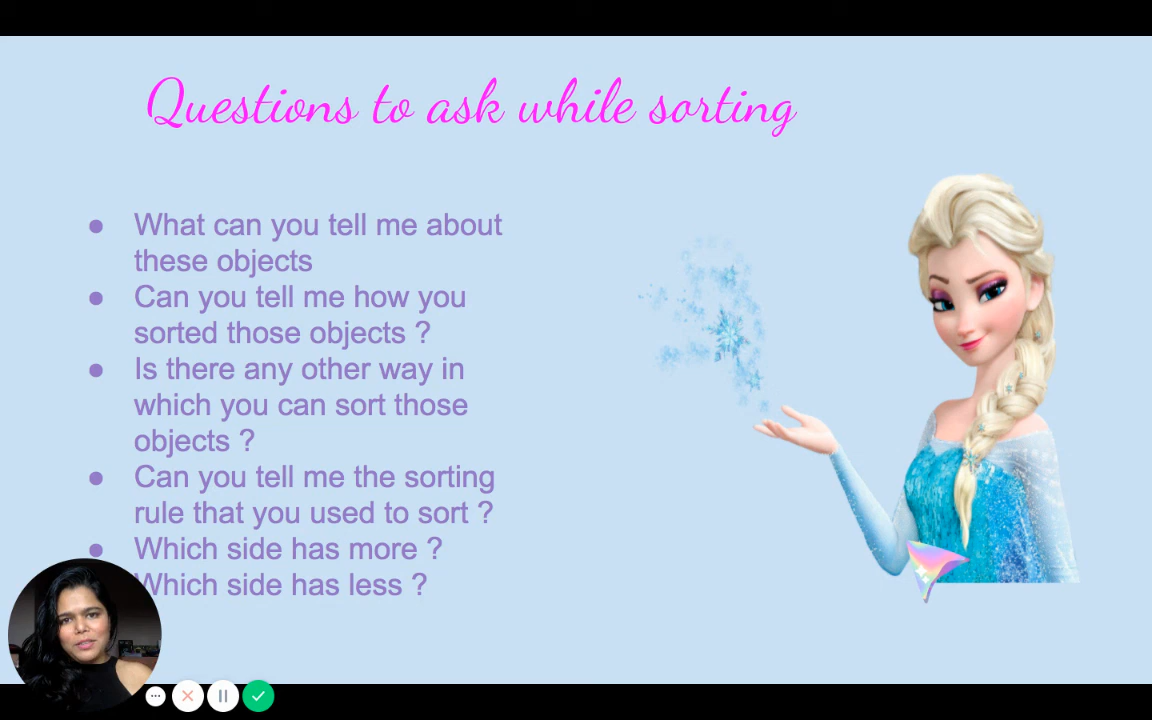 Questions to ask while sorting
● What can you tell me about
these objects
● Can you tell me how you
sorted those objects ?
● Is there any other way in
which you can sort those
objects ?
● Can you tell me the sorting
rule that you used to sort ?
● Which side has more ?
Which side has less ?